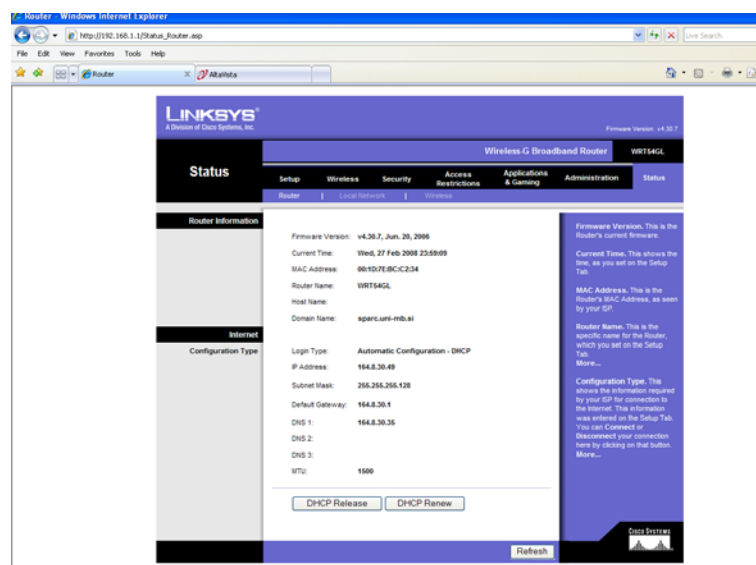 Router - Windows Internet Explorer
http://192.168.1.1/Status_Router.asp
Live Search
File Edit View Favorites Tools Help
Router
AltaVista
LINKSYS®
A Division of Cisco Systems, Inc.
Firmware Version: v4.30.7
Wireless-G Broadband Router WRT54GL
Status
Setup Wireless Security Access Restrictions Applications & Gaming Administration Status
Router | Local Network | Wireless
Router Information
Firmware Version: v4.30.7, Jun. 20, 2006
Current Time: Wed, 27 Feb 2008 23:59:09
MAC Address: 00:1D:7E:BC:C2:34
Router Name: WRT54GL
Host Name:
Domain Name: sparc.uni-mb.si
Internet
Configuration Type
Login Type: Automatic Configuration - DHCP
IP Address: 164.8.30.49
Subnet Mask: 255.255.255.128
Default Gateway: 164.8.30.1
DNS 1: 164.8.30.35
DNS 2:
DNS 3:
MTU: 1500
DHCP Release DHCP Renew
Firmware Version. This is the
Router's current firmware.
Current Time. This shows the
time, as you set on the Setup
Tab.
MAC Address. This is the
Router's MAC Address, as seen
by your ISP.
Router Name. This is the
specific name for the Router,
which you set on the Setup
Tab.
More...
Configuration Type. This
shows the information required
by your ISP for connection to
the Internet. This information
was entered on the Setup Tab.
You can Connect or
Disconnect your connection
here by clicking on that button.
More...
Refresh
CISCO SYSTEMS